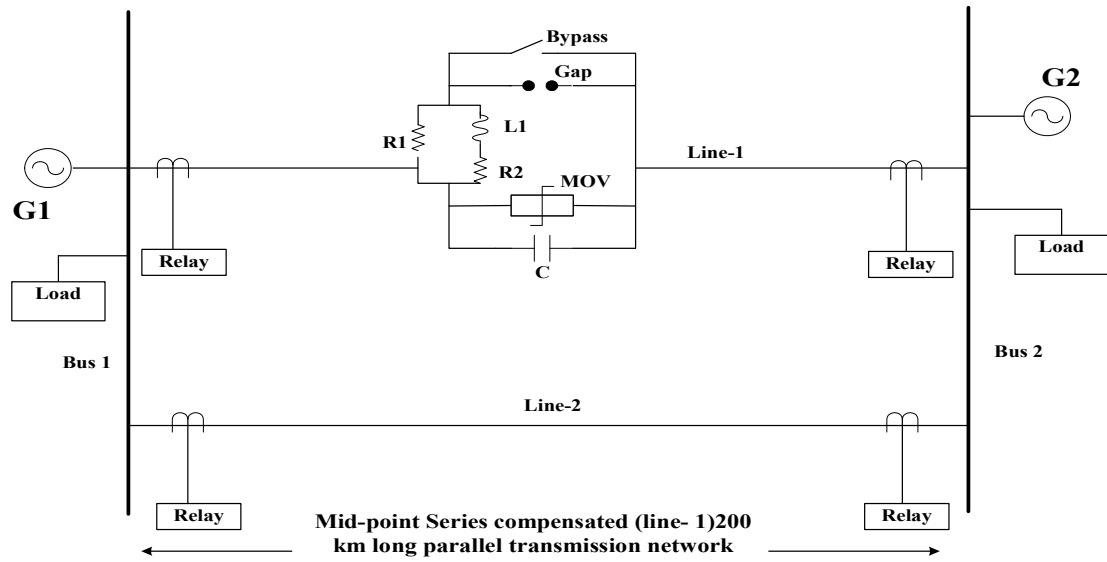 Bypass
Gap
G2
R1
L1
R2
Line-1
MOV
G1
Relay
Relay
Load
Load
C
Bus 1
Bus 2
Line-2
Relay
Relay
Mid-point Series compensated (line- 1)200
km long parallel transmission network